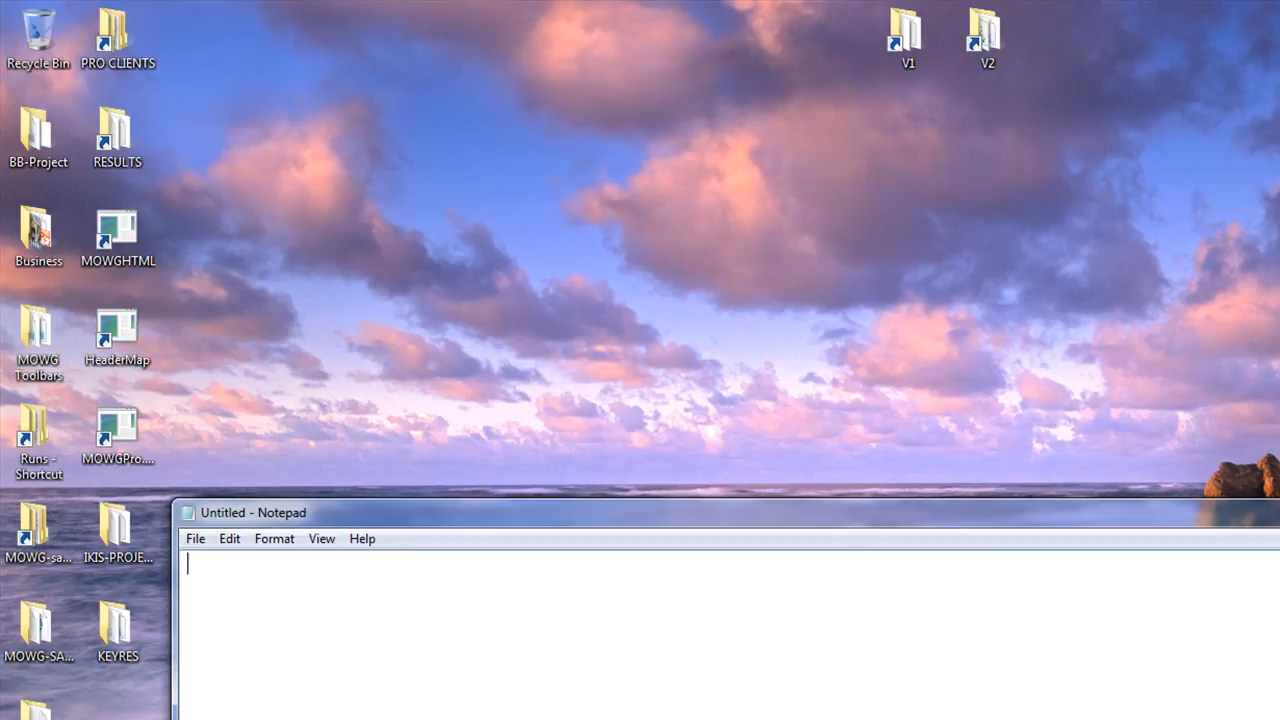 Recycle Bin
PRO CLIENTS
V1
V2
BB-Project
RESULTS
Business
MOWGHTML
MOWG
Toolbars
HeaderMap
Runs -
Shortcut
MOWGPro....
Untitled - Notepad
File Edit Format View Help
MOWG-sa...
IKIS-PROJE...
MOWG-SA...
KEYRES